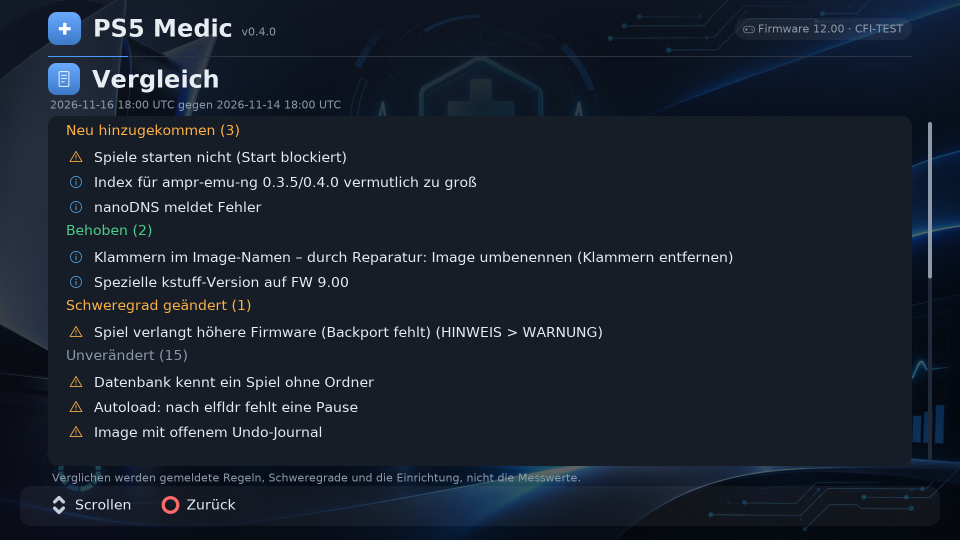 PS5 Medic v0.4.0
Firmware 12.00 · CFI-TEST
Vergleich
2026-11-16 18:00 UTC gegen 2026-11-14 18:00 UTC
Neu hinzugekommen (3)
Spiele starten nicht (Start blockiert)
Index für ampr-emu-ng 0.3.5/0.4.0 vermutlich zu groß
nanoDNS meldet Fehler
Behoben (2)
Klammern im Image-Namen – durch Reparatur: Image umbenennen (Klammern entfernen)
Spezielle kstuff-Version auf FW 9.00
Schweregrad geändert (1)
Spiel verlangt höhere Firmware (Backport fehlt) (HINWEIS > WARNUNG)
Unverändert (15)
Datenbank kennt ein Spiel ohne Ordner
Autoload: nach elfldr fehlt eine Pause
Image mit offenem Undo-Journal
Verglichen werden gemeldete Regeln, Schweregrade und die Einrichtung, nicht die Messwerte.
Scrollen
Zurück